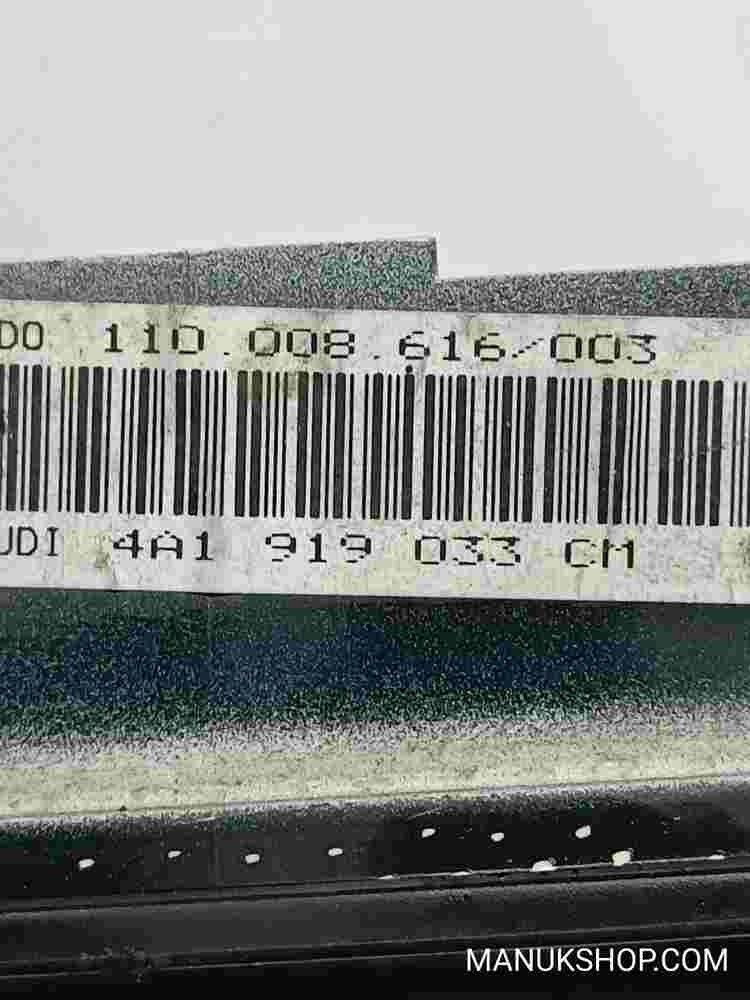 DO 110.008.616/003
UDI 4A1 919 033 CM
MANUKSHOP.COM